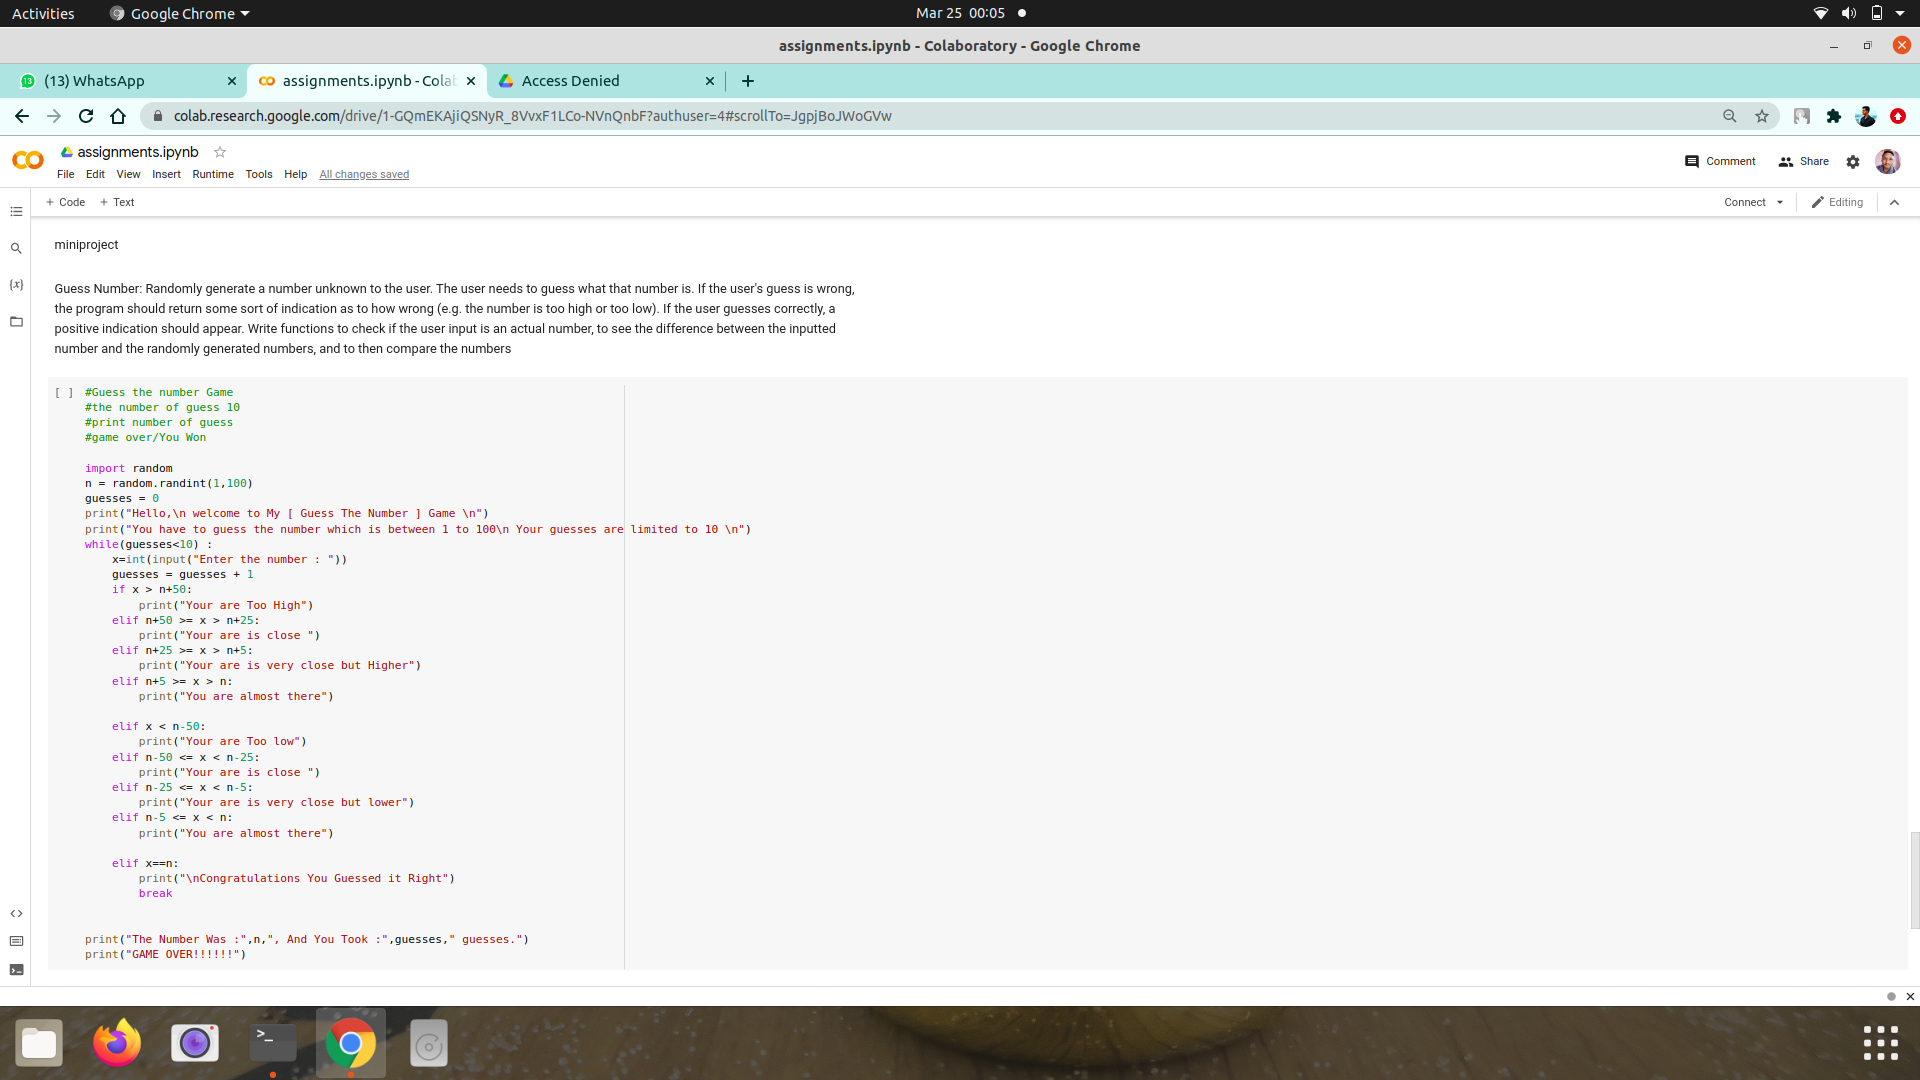 Activities
Google Chrome
Mar 25 00:05
assignments.ipynb - Colaboratory - Google Chrome
(13) WhatsApp
assignments.ipynb - Colab
Access Denied
colab.research.google.com/drive/1-GQmEKAjiQSNyR_8VvxF1LCo-NVnQnbF?authuser=4#scrollTo=JgpjBoJWoGVw
assignments.ipynb
File Edit View Insert Runtime Tools Help All changes saved
Comment Share
+ Code + Text
Connect
Editing
miniproject
Guess Number: Randomly generate a number unknown to the user. The user needs to guess what that number is. If the user's guess is wrong,
the program should return some sort of indication as to how wrong (e.g. the number is too high or too low). If the user guesses correctly, a
positive indication should appear. Write functions to check if the user input is an actual number, to see the difference between the inputted
number and the randomly generated numbers, and to then compare the numbers
[ ] #Guess the number Game
#the number of guess 10
#print number of guess
#game over/You Won
import random
n = random.randint(1,100)
guesses = 0
print("Hello,\n welcome to My [ Guess The Number ] Game \n")
print("You have to guess the number which is between 1 to 100\n Your guesses are limited to 10 \n")
while(guesses<10) :
    x=int(input("Enter the number : "))
    guesses = guesses + 1
    if x > n+50:
        print("Your are Too High")
    elif n+50 >= x > n+25:
        print("Your are is close ")
    elif n+25 >= x > n+5:
        print("Your are is very close but Higher")
    elif n+5 >= x > n:
        print("You are almost there")
    elif x < n-50:
        print("Your are Too low")
    elif n-50 <= x < n-25:
        print("Your are is close ")
    elif n-25 <= x < n-5:
        print("Your are is very close but lower")
    elif n-5 <= x < n:
        print("You are almost there")
    elif x==n:
        print("\nCongratulations You Guessed it Right")
        break
print("The Number Was :",n,", And You Took :",guesses," guesses.")
print("GAME OVER!!!!!!")